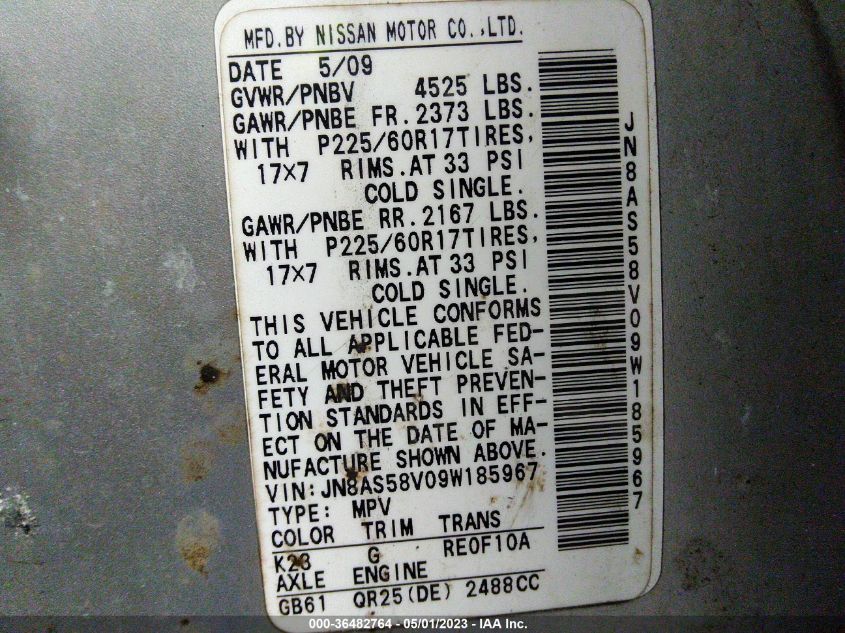 MFD.BY NISSAN MOTOR CO.,LTD.
DATE 5/09
GVWR/PNBV 4525 LBS.
GAWR/PNBE FR.2373 LBS.
WITH P225/60R17TIRES,
17×7 RIMS.AT 33 PSI
COLD SINGLE.
GAWR/PNBE RR.2167 LBS.
WITH P225/60R17TIRES,
17×7 RIMS.AT 33 PSI
COLD SINGLE.
THIS VEHICLE CONFORMS
TO ALL APPLICABLE FED-
ERAL MOTOR VEHICLE SA-
FETY AND THEFT PREVEN-
TION STANDARDS IN EFF-
ECT ON THE DATE OF MA-
NUFACTURE SHOWN ABOVE.
VIN:JN8AS58V09W185967
TYPE: MPV
COLOR TRIM TRANS
K23 G RE0F10A
AXLE ENGINE
GB61 QR25(DE) 2488CC
JN8AS58V09W185967
000-36482764 - 05/01/2023 - IAA Inc.